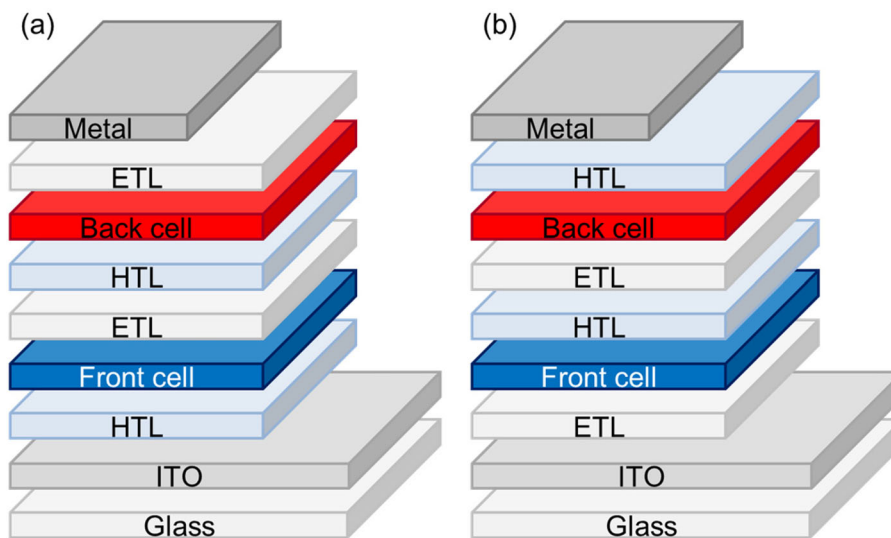 (a)
Metal
ETL
Back cell
HTL
ETL
Front cell
HTL
ITO
Glass
(b)
Metal
HTL
Back cell
ETL
HTL
Front cell
ETL
ITO
Glass